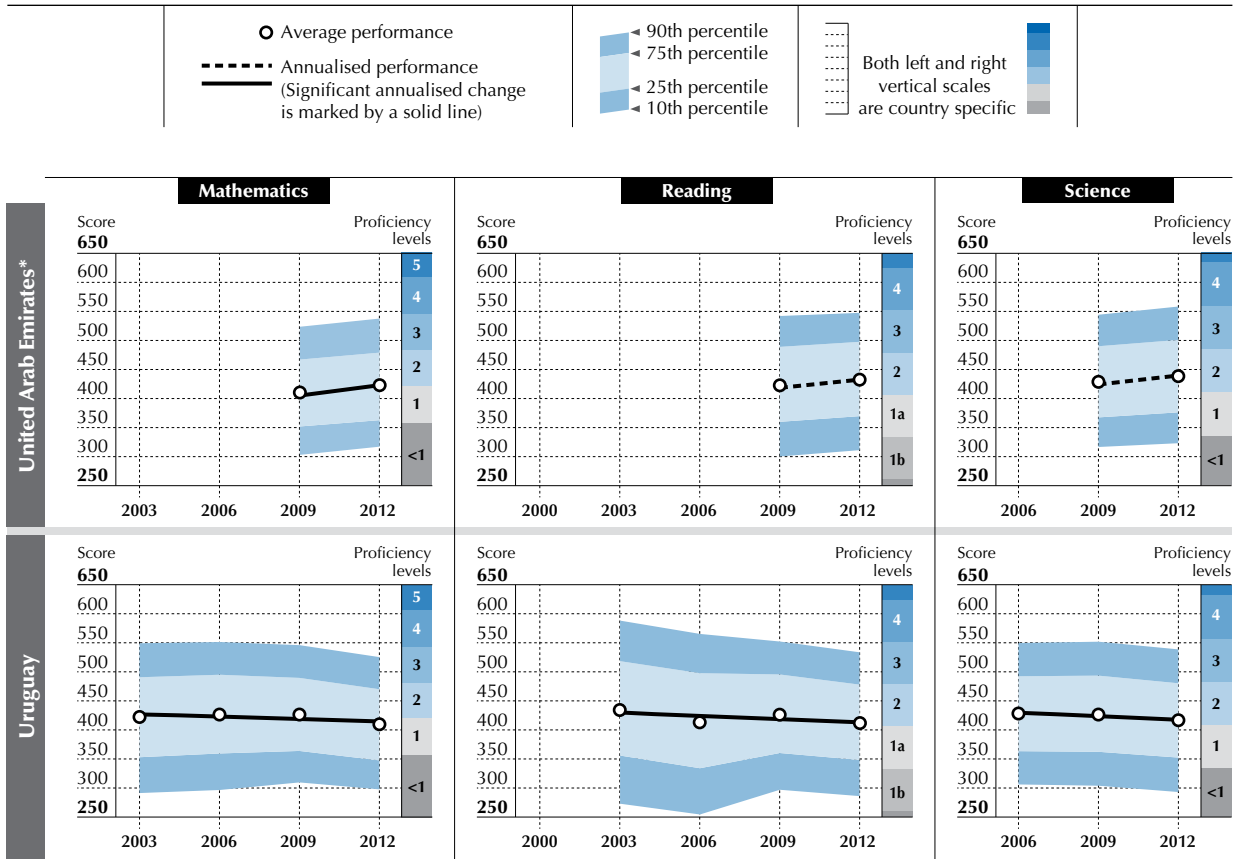 Average performance
Annualised performance
(Significant annualised change
is marked by a solid line)
90th percentile
75th percentile
25th percentile
10th percentile
Both left and right
vertical scales
are country specific
Mathematics
Reading
Science
United Arab Emirates*
Score
650
600
550
500
450
400
350
300
250
Proficiency
levels
5
4
3
2
1
<1
2003 2006 2009 2012
Score
650
600
550
500
450
400
350
300
250
Proficiency
levels
4
3
2
1a
1b
2000 2003 2006 2009 2012
Score
650
600
550
500
450
400
350
300
250
Proficiency
levels
4
3
2
1
<1
2006 2009 2012
Uruguay
Score
650
600
550
500
450
400
350
300
250
Proficiency
levels
5
4
3
2
1
<1
2003 2006 2009 2012
Score
650
600
550
500
450
400
350
300
250
Proficiency
levels
4
3
2
1a
1b
2000 2003 2006 2009 2012
Score
650
600
550
500
450
400
350
300
250
Proficiency
levels
4
3
2
1
<1
2006 2009 2012